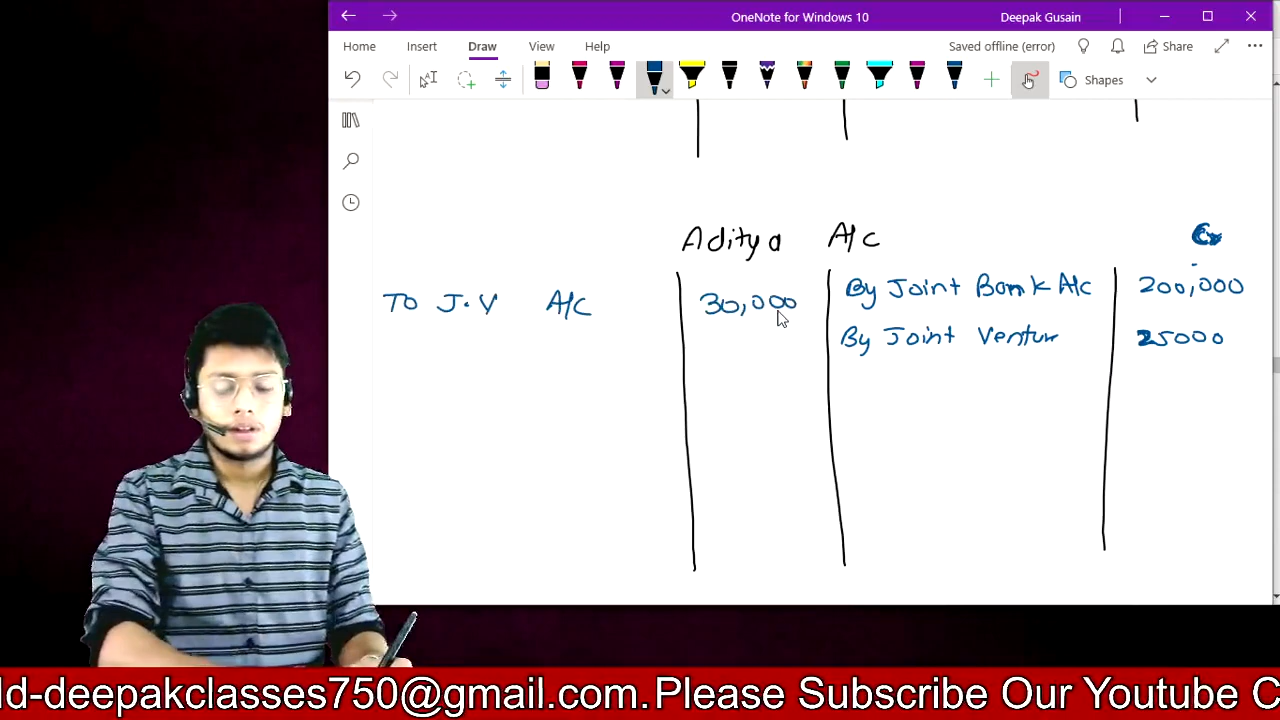 OneNote for Windows 10
Deepak Gusain
Home Insert Draw View Help
Saved offline (error)
Share
Shapes
Aditya A/c
Cr
To J.V A/c 30,000 By Joint Bank A/c 200,000
By Joint Ventur 25000
ld-deepakclasses750@gmail.com.Please Subscribe Our Youtube C